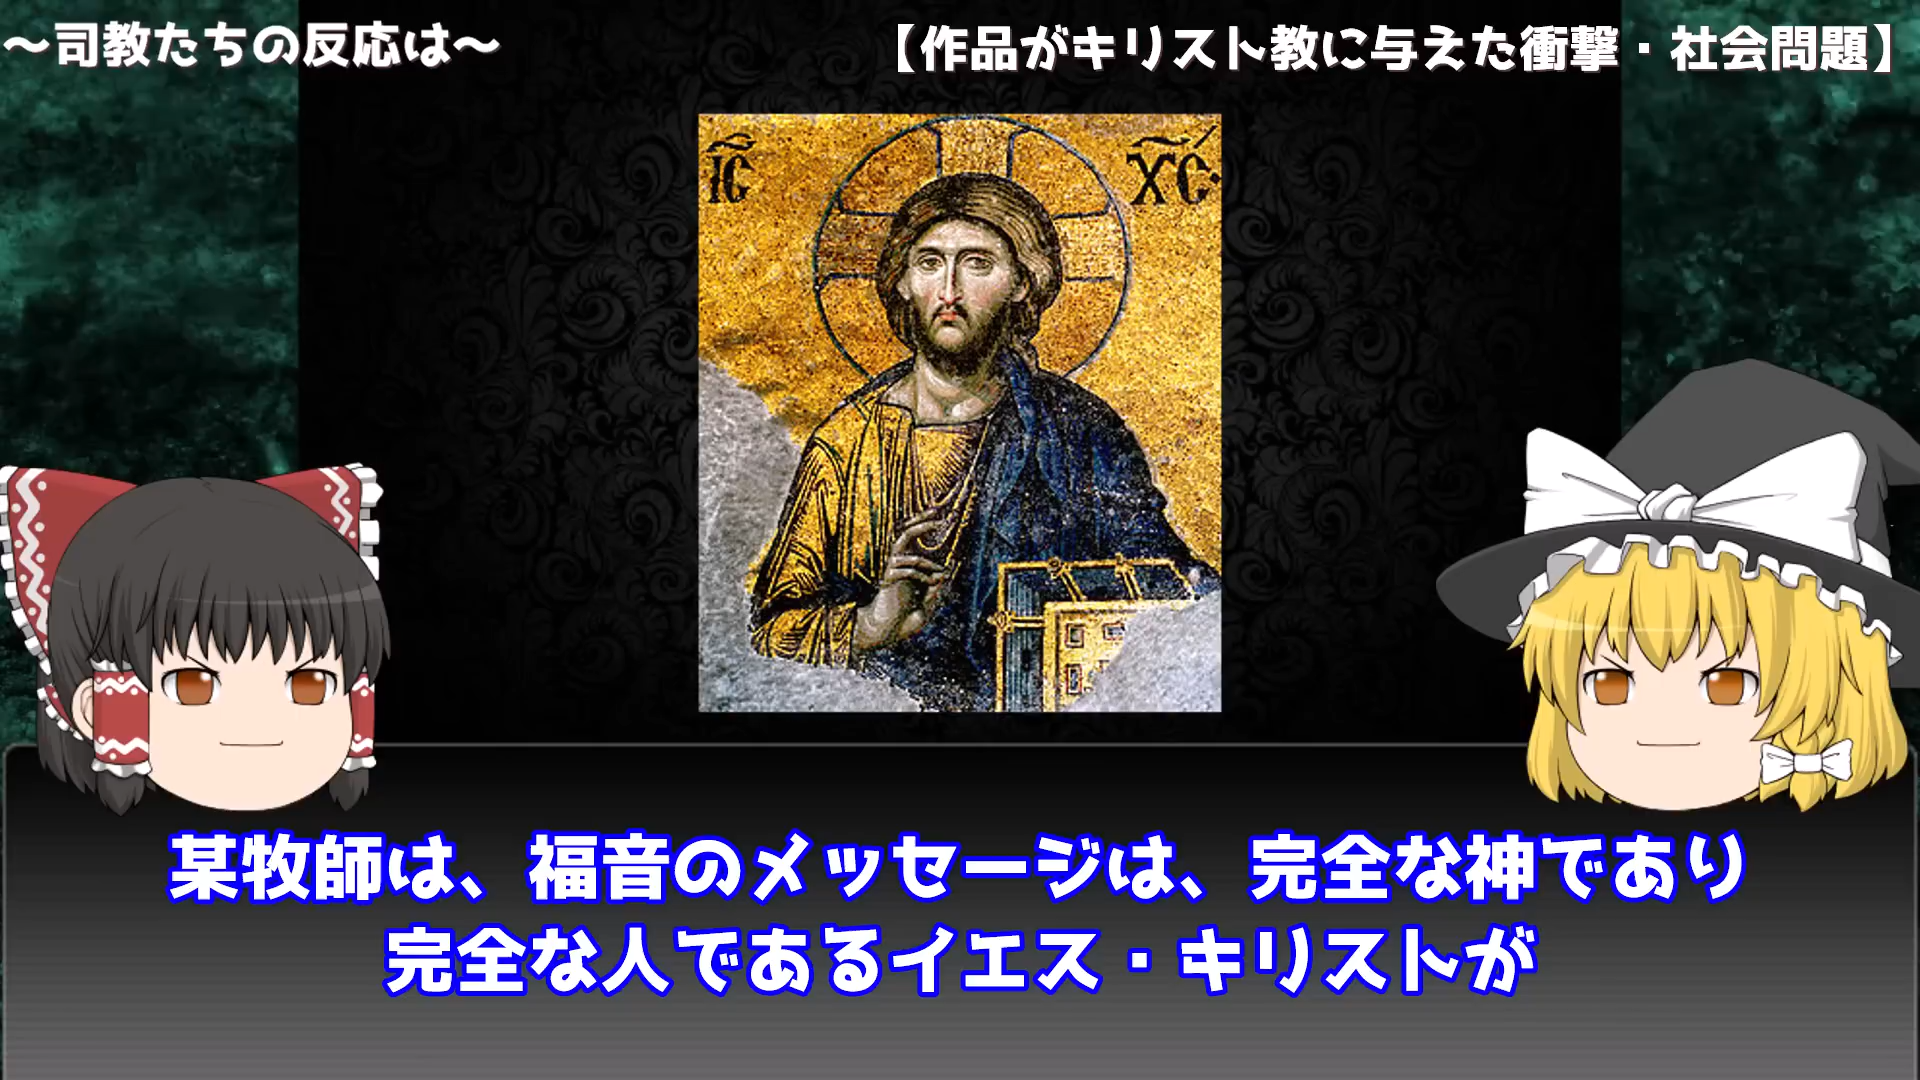 ～司教たちの反応は～
【作品がキリスト教に与えた衝撃・社会問題】
IC
XC
某牧師は、福音のメッセージは、完全な神であり
完全な人であるイエス・キリストが